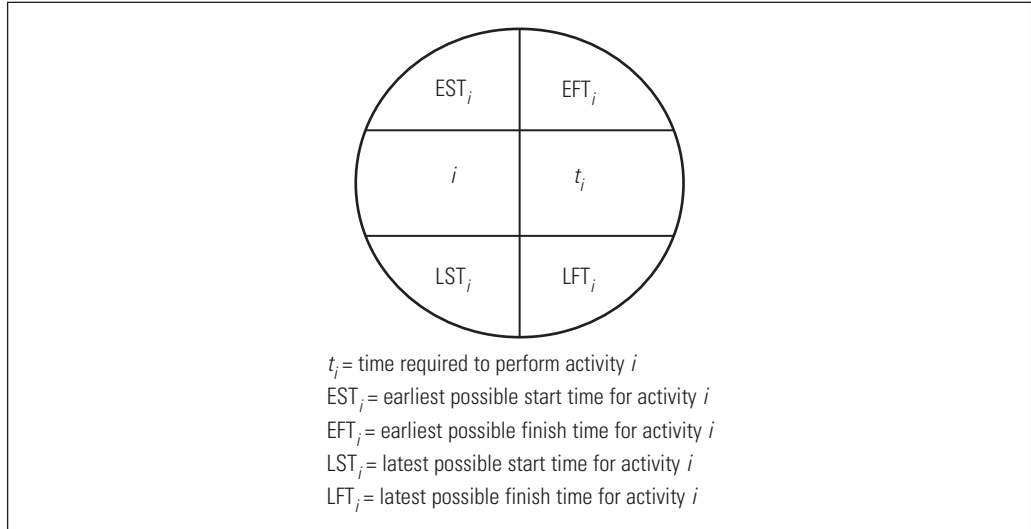 EST_i EFT_i
i t_i
LST_i LFT_i
t_i = time required to perform activity i
EST_i = earliest possible start time for activity i
EFT_i = earliest possible finish time for activity i
LST_i = latest possible start time for activity i
LFT_i = latest possible finish time for activity i